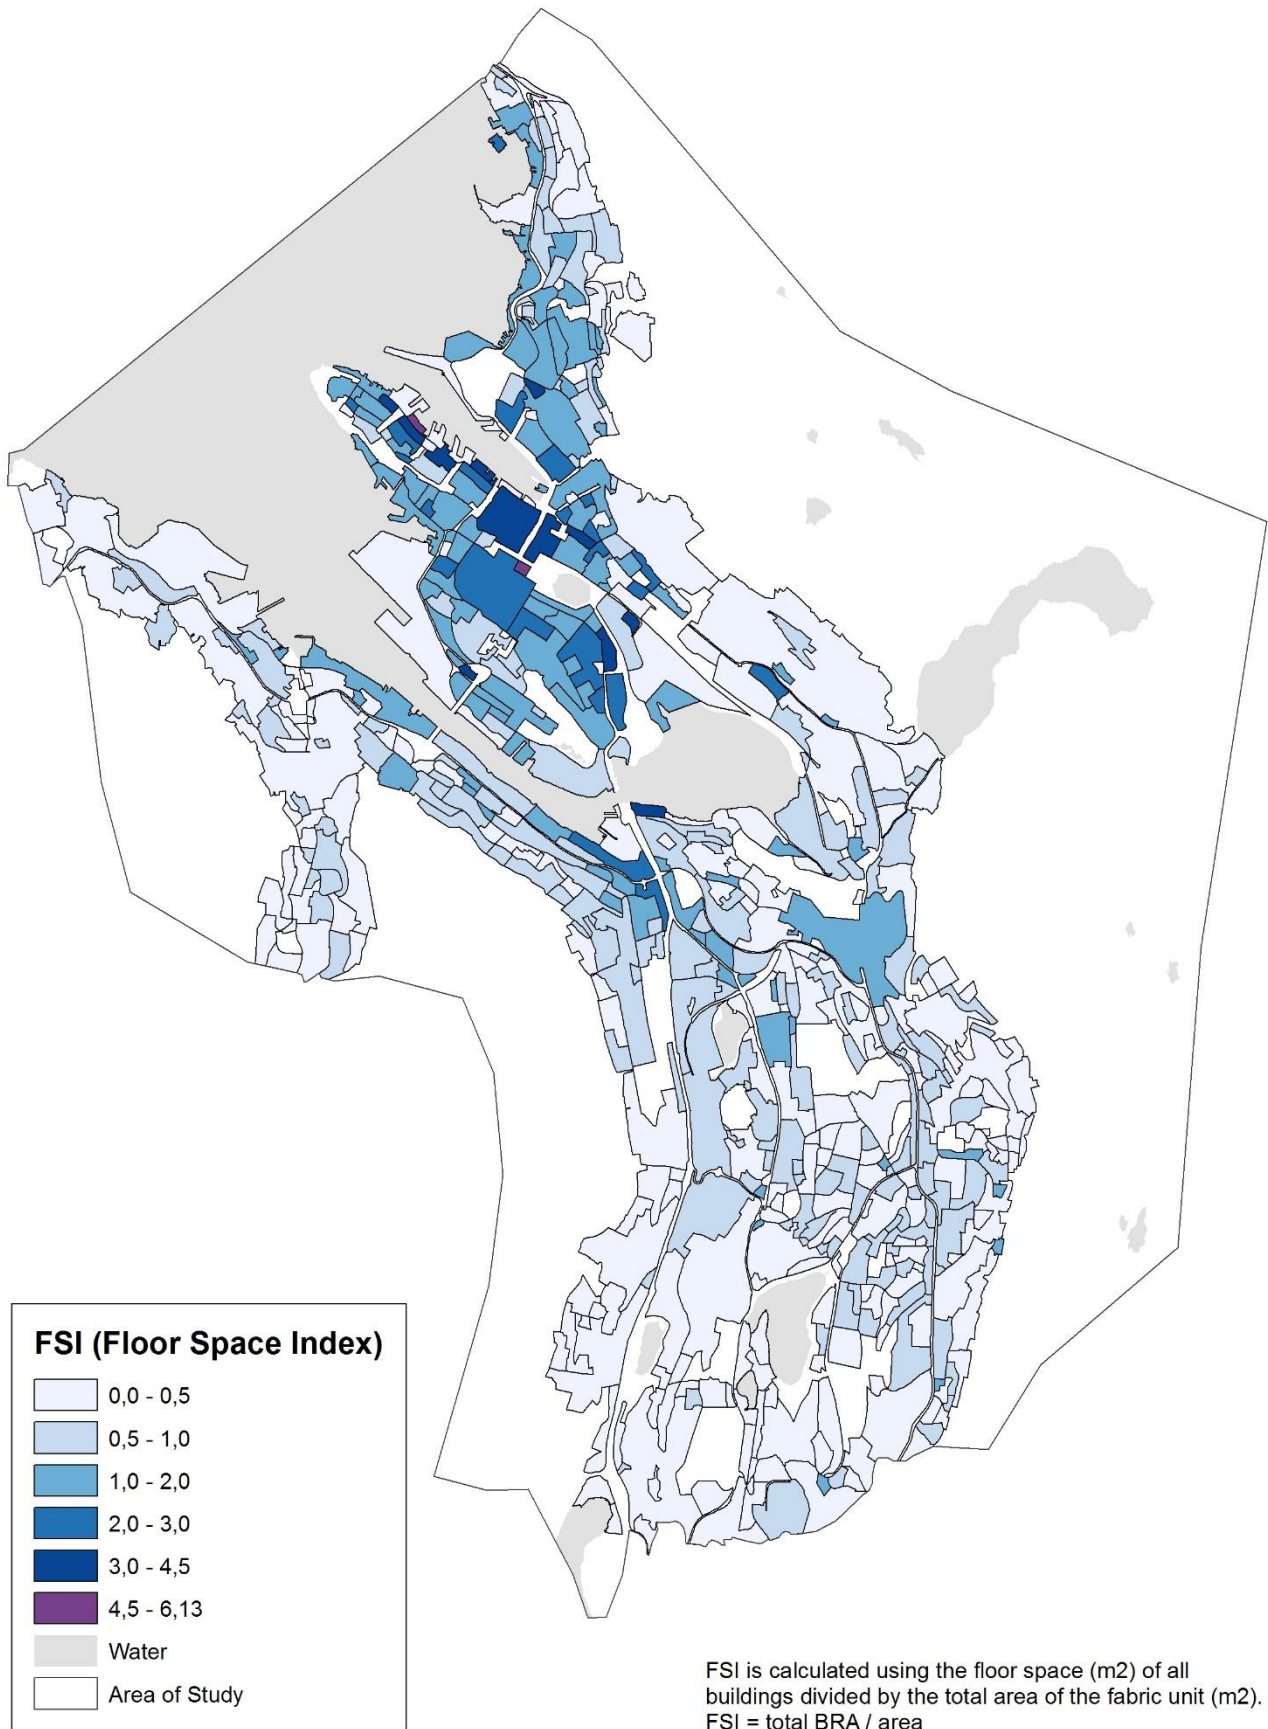 FSI (Floor Space Index)
0,0 - 0,5
0,5 - 1,0
1,0 - 2,0
2,0 - 3,0
3,0 - 4,5
4,5 - 6,13
Water
Area of Study
FSI is calculated using the floor space (m2) of all
buildings divided by the total area of the fabric unit (m2).
FSI = total BRA / area